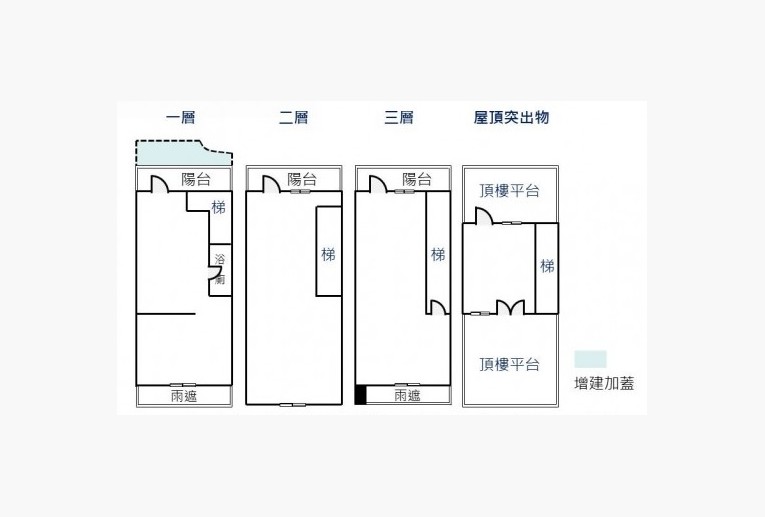 一層 二層 三層 屋頂突出物
陽台 陽台 陽台 頂樓平台
梯
梯 梯 梯
浴
廁
頂樓平台
雨遮 雨遮
增建加蓋